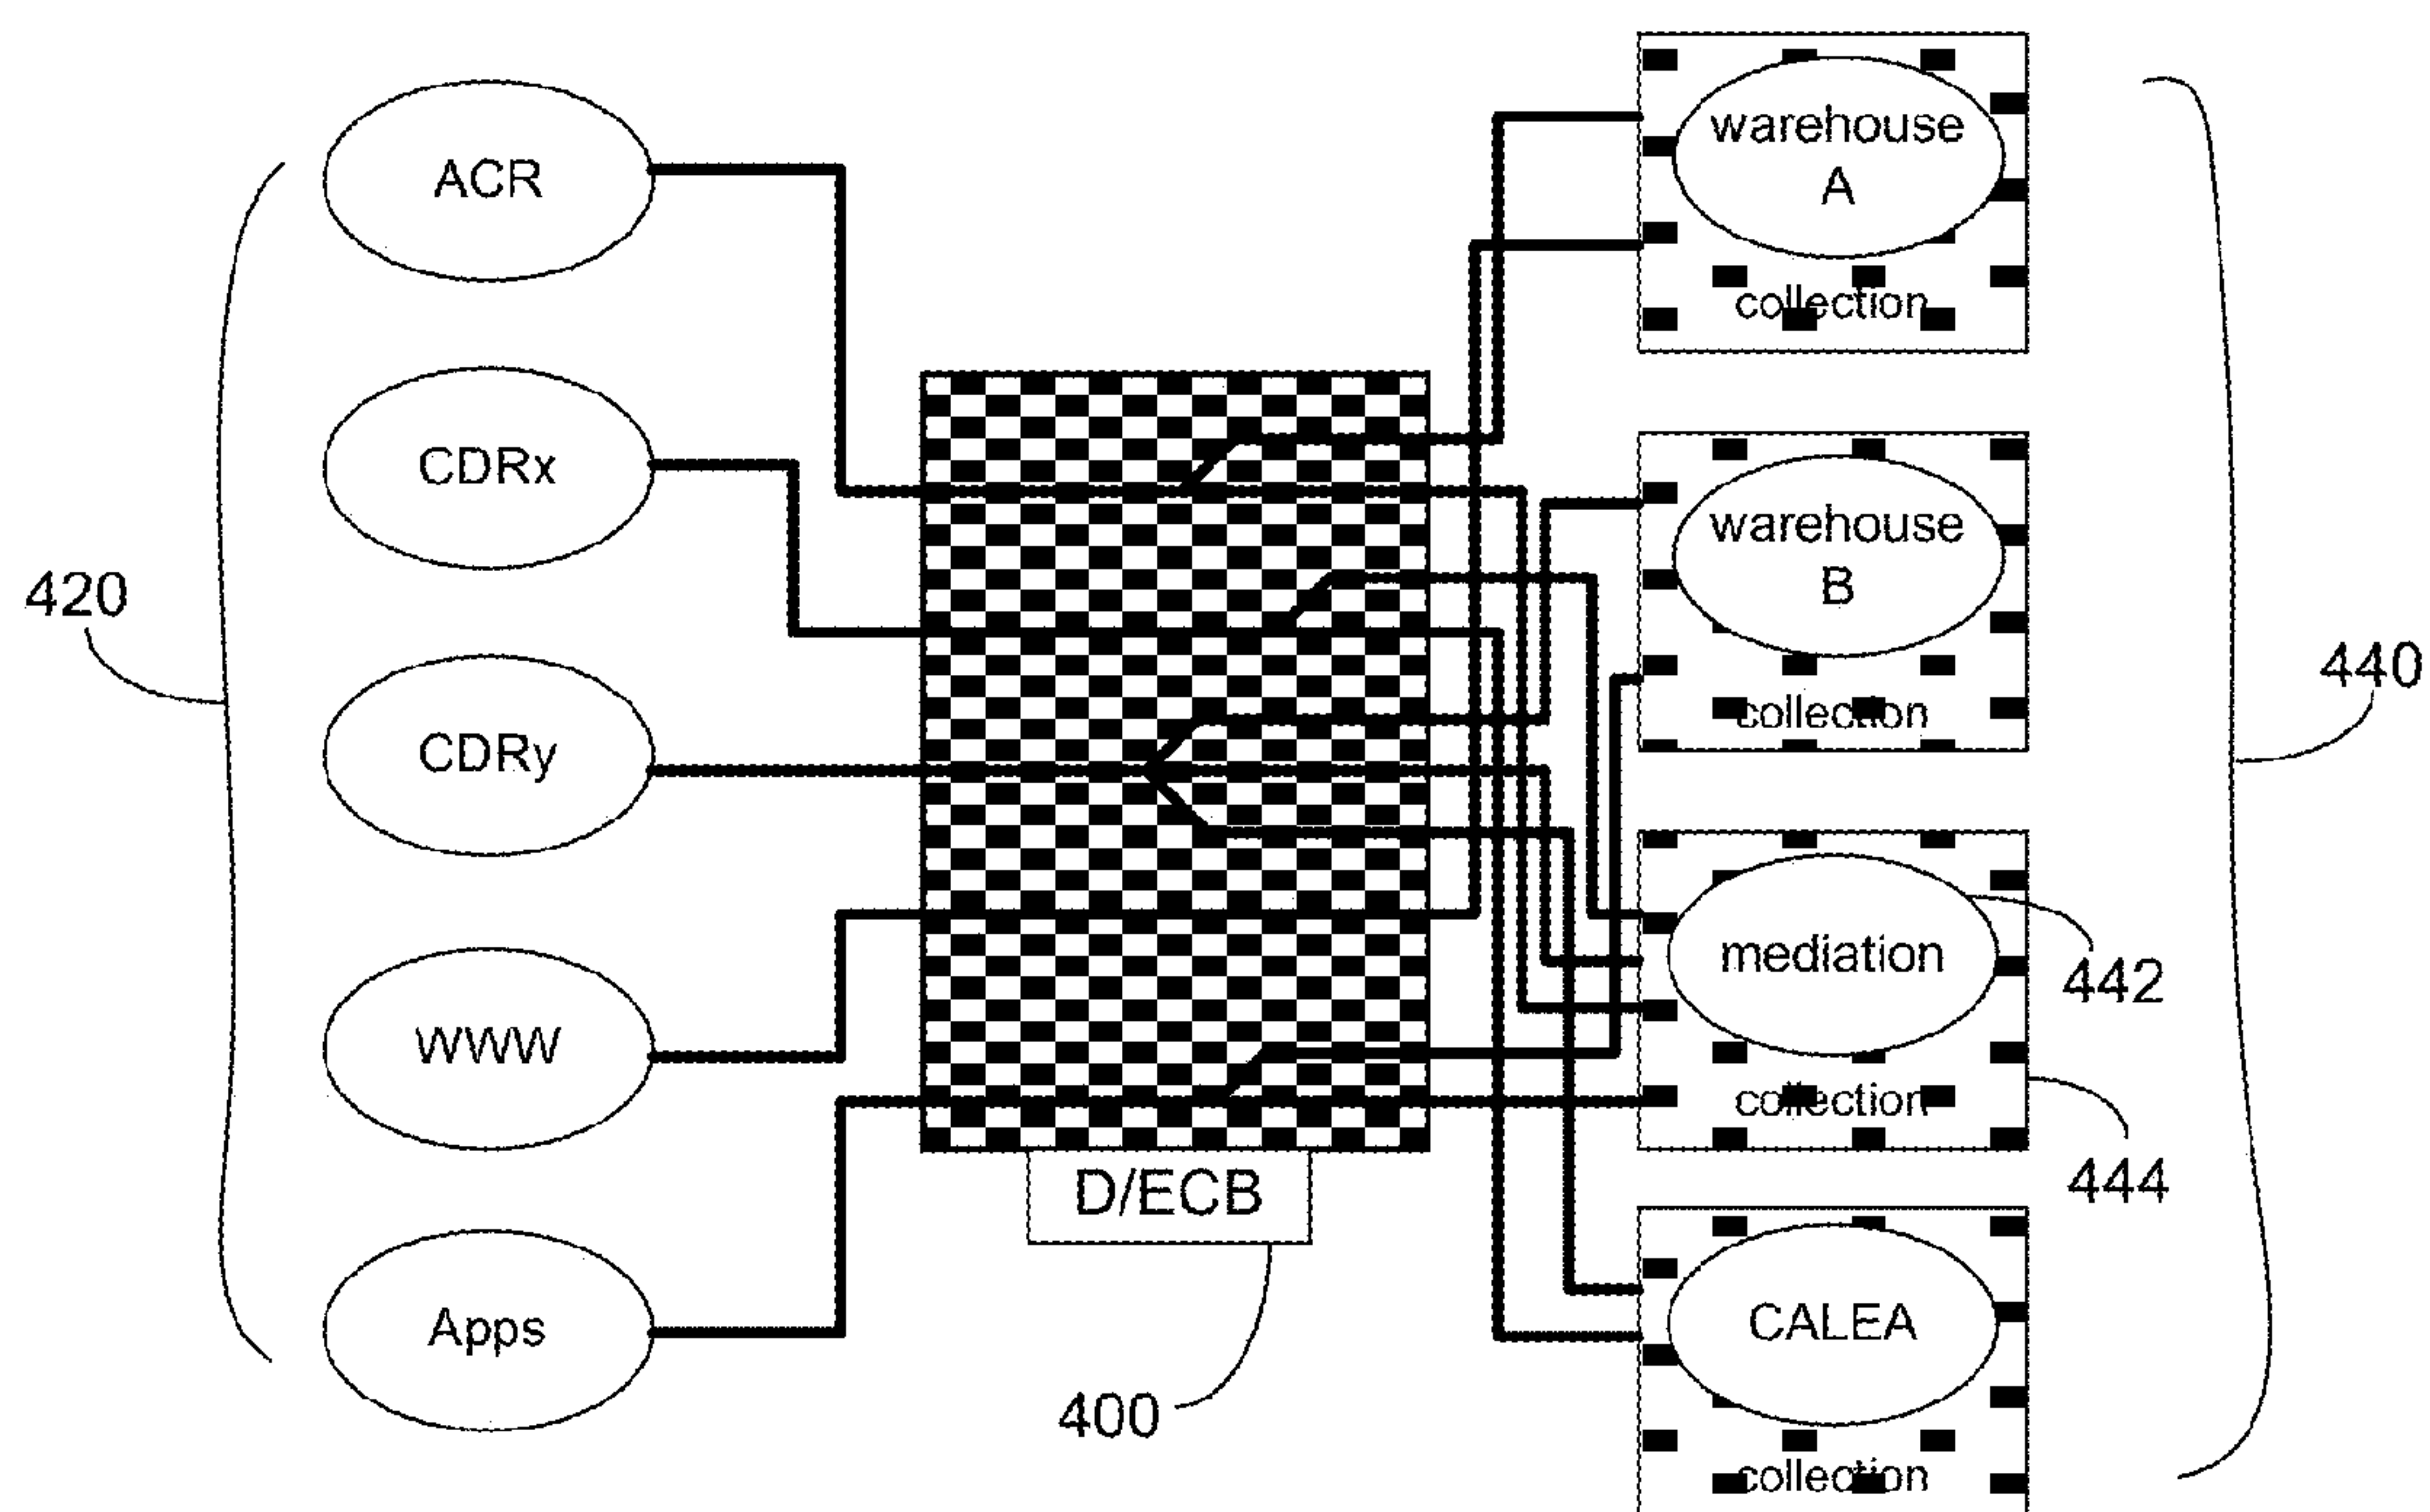 ACR
CDRx
CDRy
WWW
Apps
420
D/ECB
400
warehouse
A
collection
warehouse
B
collection
mediation
collection
CALEA
collection
440
442
444